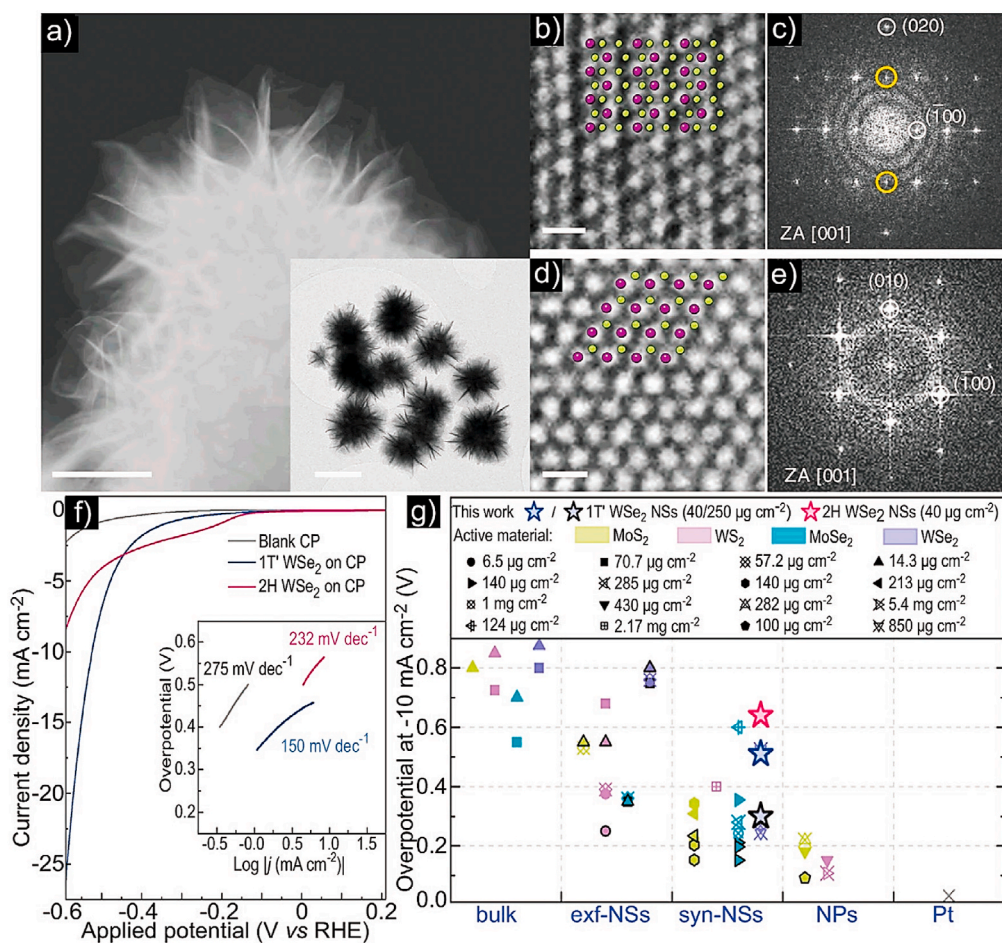 a)
b)
c)
(020)
(1̅00)
ZA [001]
d)
e)
(010)
(1̅00)
ZA [001]
f)
0
-5
-10
-15
-20
-25
Current density (mA cm⁻²)
-0.6 -0.4 -0.2 0 0.2
Applied potential (V vs RHE)
Blank CP
1T' WSe₂ on CP
2H WSe₂ on CP
Overpotential (V)
0.6
0.5
0.4
0.3
0.2
-0.5 0.0 0.5 1.0 1.5
Log |j (mA cm⁻²)|
232 mV dec⁻¹
275 mV dec⁻¹
150 mV dec⁻¹
g)
This work / 1T' WSe₂ NSs (40/250 µg cm⁻²) 2H WSe₂ NSs (40 µg cm⁻²)
Active material: MoS₂ WS₂ MoSe₂ WSe₂
6.5 µg cm⁻² 70.7 µg cm⁻² 57.2 µg cm⁻² 14.3 µg cm⁻²
140 µg cm⁻² 285 µg cm⁻² 140 µg cm⁻² 213 µg cm⁻²
1 mg cm⁻² 430 µg cm⁻² 282 µg cm⁻² 5.4 mg cm⁻²
124 µg cm⁻² 2.17 mg cm⁻² 100 µg cm⁻² 850 µg cm⁻²
Overpotential at -10 mA cm⁻² (V)
0.8
0.6
0.4
0.2
0.0
bulk exf-NSs syn-NSs NPs Pt